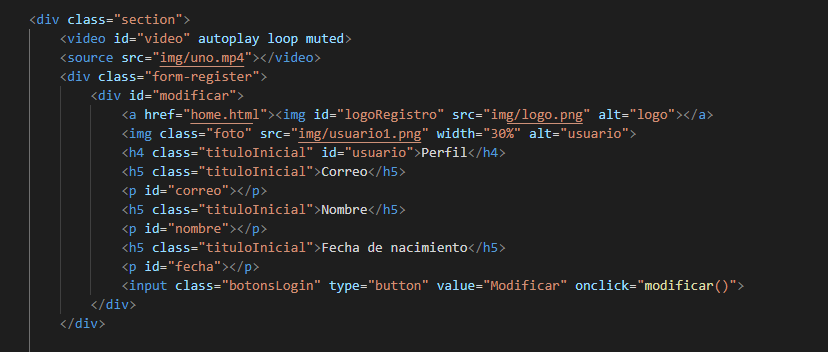 <div class="section">
<video id="video" autoplay loop muted>
<source src="img/uno.mp4"></video>
<div class="form-register">
<div id="modificar">
<a href="home.html"><img id="logoRegistro" src="img/logo.png" alt="logo"></a>
<img class="foto" src="img/usuario1.png" width="30%" alt="usuario">
<h4 class="tituloInicial" id="usuario">Perfil</h4>
<h5 class="tituloInicial">Correo</h5>
<p id="correo"></p>
<h5 class="tituloInicial">Nombre</h5>
<p id="nombre"></p>
<h5 class="tituloInicial">Fecha de nacimiento</h5>
<p id="fecha"></p>
<input class="botonsLogin" type="button" value="Modificar" onclick="modificar()">
</div>
</div>